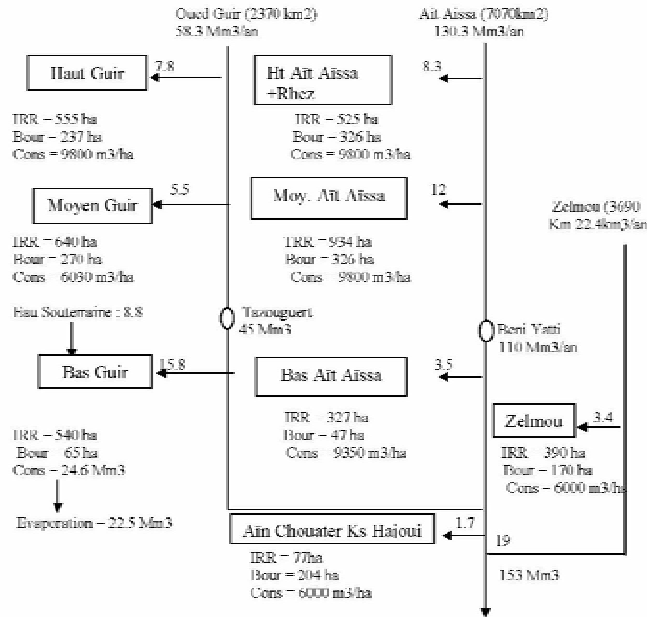 Oued Guir (2370 km2)
58.3 Mm3/an
Ait Aissa (7070km2)
130.3 Mm3/an
Haut Guir
7.8
Ht Aït Aïssa
+Rhez
8.3
IRR – 555 ha
Bour – 237 ha
Cons = 9800 m3/ha
IRR = 525 ha
Bour = 326 ha
Cons = 9800 m3/ha
Moyen Guir
5.5
Moy. Aït Aïssa
12
Zelmou (3690
Km 22.4km3/an
IRR = 640 ha
Bour = 270 ha
Cons 6030 m3/ha
IRR = 934 ha
Bour = 326 ha
Cons 9800 m3/ha
Eau Souterraine : 8.8
Tazouguert
45 Mm3
Beni Yatti
110 Mm3/an
Bas Guir
15.8
Bas Aït Aïssa
3.5
IRR – 540 ha
Bour 65 ha
Cons – 24.6 Mm3
IRR 327 ha
Bour – 47 ha
Cons 9350 m3/ha
Zelmou
3.4
IRR 390 ha
Bour – 170 ha
Cons – 6000 m3/ha
Evaporation – 22.5 Mm3
Aïn Chouater Ks Hajoui
1.7
19
IRR = 77ha
Bour = 204 ha
Cons = 6000 m3/ha
153 Mm3